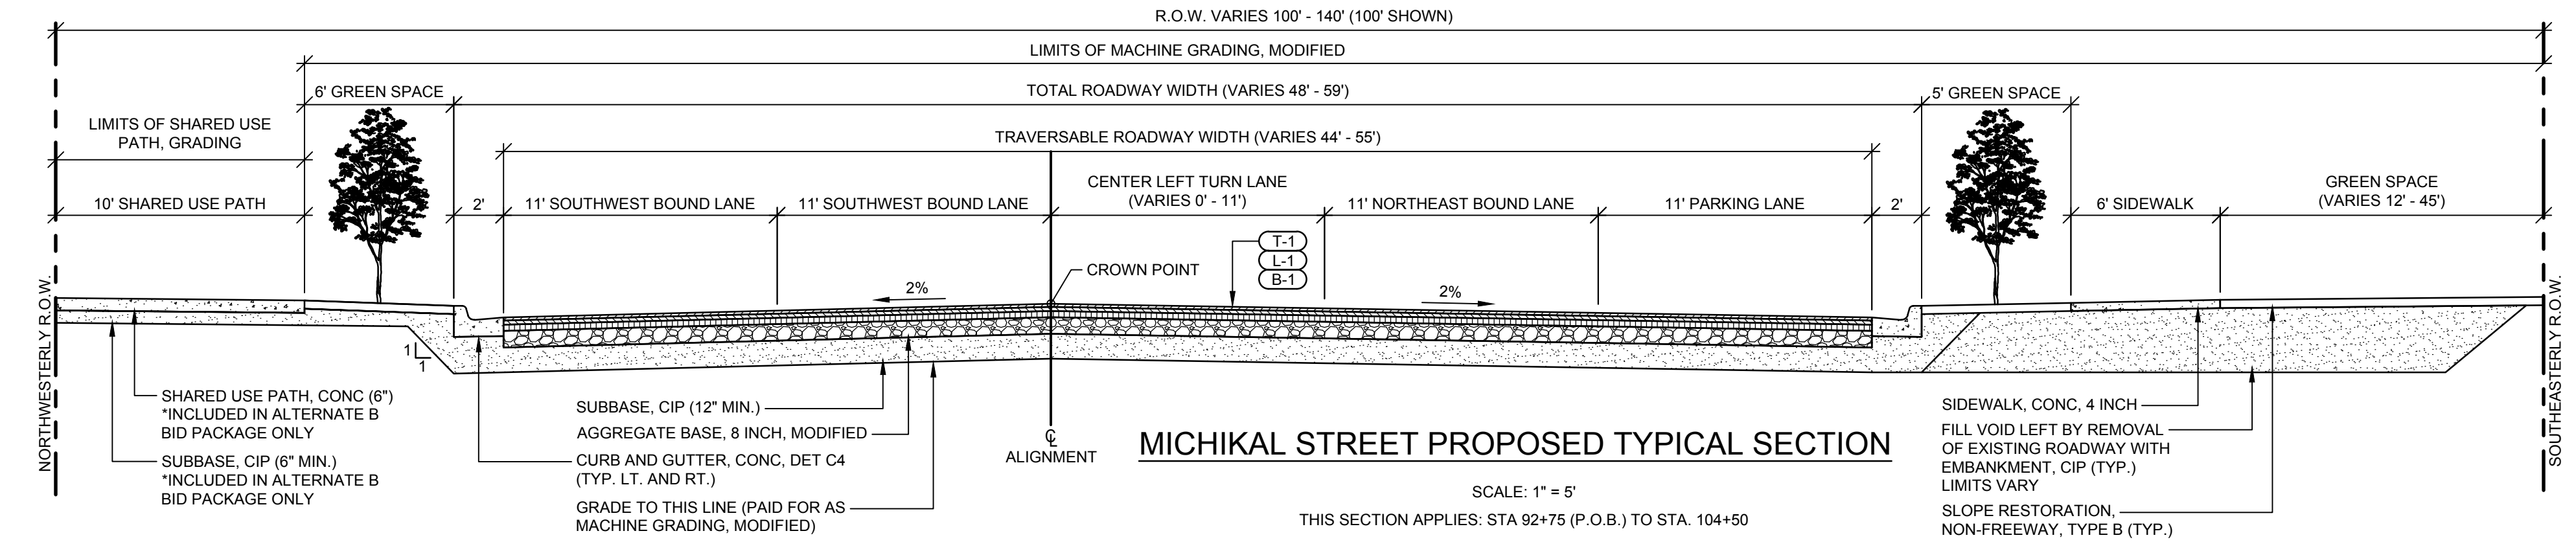 R.O.W. VARIES 100' - 140' (100' SHOWN)
LIMITS OF MACHINE GRADING, MODIFIED
6' GREEN SPACE
TOTAL ROADWAY WIDTH (VARIES 48' - 59')
5' GREEN SPACE
LIMITS OF SHARED USE
PATH, GRADING
TRAVERSABLE ROADWAY WIDTH (VARIES 44' - 55')
10' SHARED USE PATH
2'
11' SOUTHWEST BOUND LANE
11' SOUTHWEST BOUND LANE
CENTER LEFT TURN LANE
(VARIES 0' - 11')
11' NORTHEAST BOUND LANE
11' PARKING LANE
2'
6' SIDEWALK
GREEN SPACE
(VARIES 12' - 45')
T-1
L-1
B-1
CROWN POINT
2%
2%
NORTHWESTERLY R.O.W.
SOUTHEASTERLY R.O.W.
1
1
SHARED USE PATH, CONC (6")
*INCLUDED IN ALTERNATE B
BID PACKAGE ONLY
SUBBASE, CIP (6" MIN.)
*INCLUDED IN ALTERNATE B
BID PACKAGE ONLY
SUBBASE, CIP (12" MIN.)
AGGREGATE BASE, 8 INCH, MODIFIED
CURB AND GUTTER, CONC, DET C4
(TYP. LT. AND RT.)
GRADE TO THIS LINE (PAID FOR AS
MACHINE GRADING, MODIFIED)
℄
ALIGNMENT
MICHIKAL STREET PROPOSED TYPICAL SECTION
SCALE: 1" = 5'
THIS SECTION APPLIES: STA 92+75 (P.O.B.) TO STA. 104+50
SIDEWALK, CONC, 4 INCH
FILL VOID LEFT BY REMOVAL
OF EXISTING ROADWAY WITH
EMBANKMENT, CIP (TYP.)
LIMITS VARY
SLOPE RESTORATION,
NON-FREEWAY, TYPE B (TYP.)